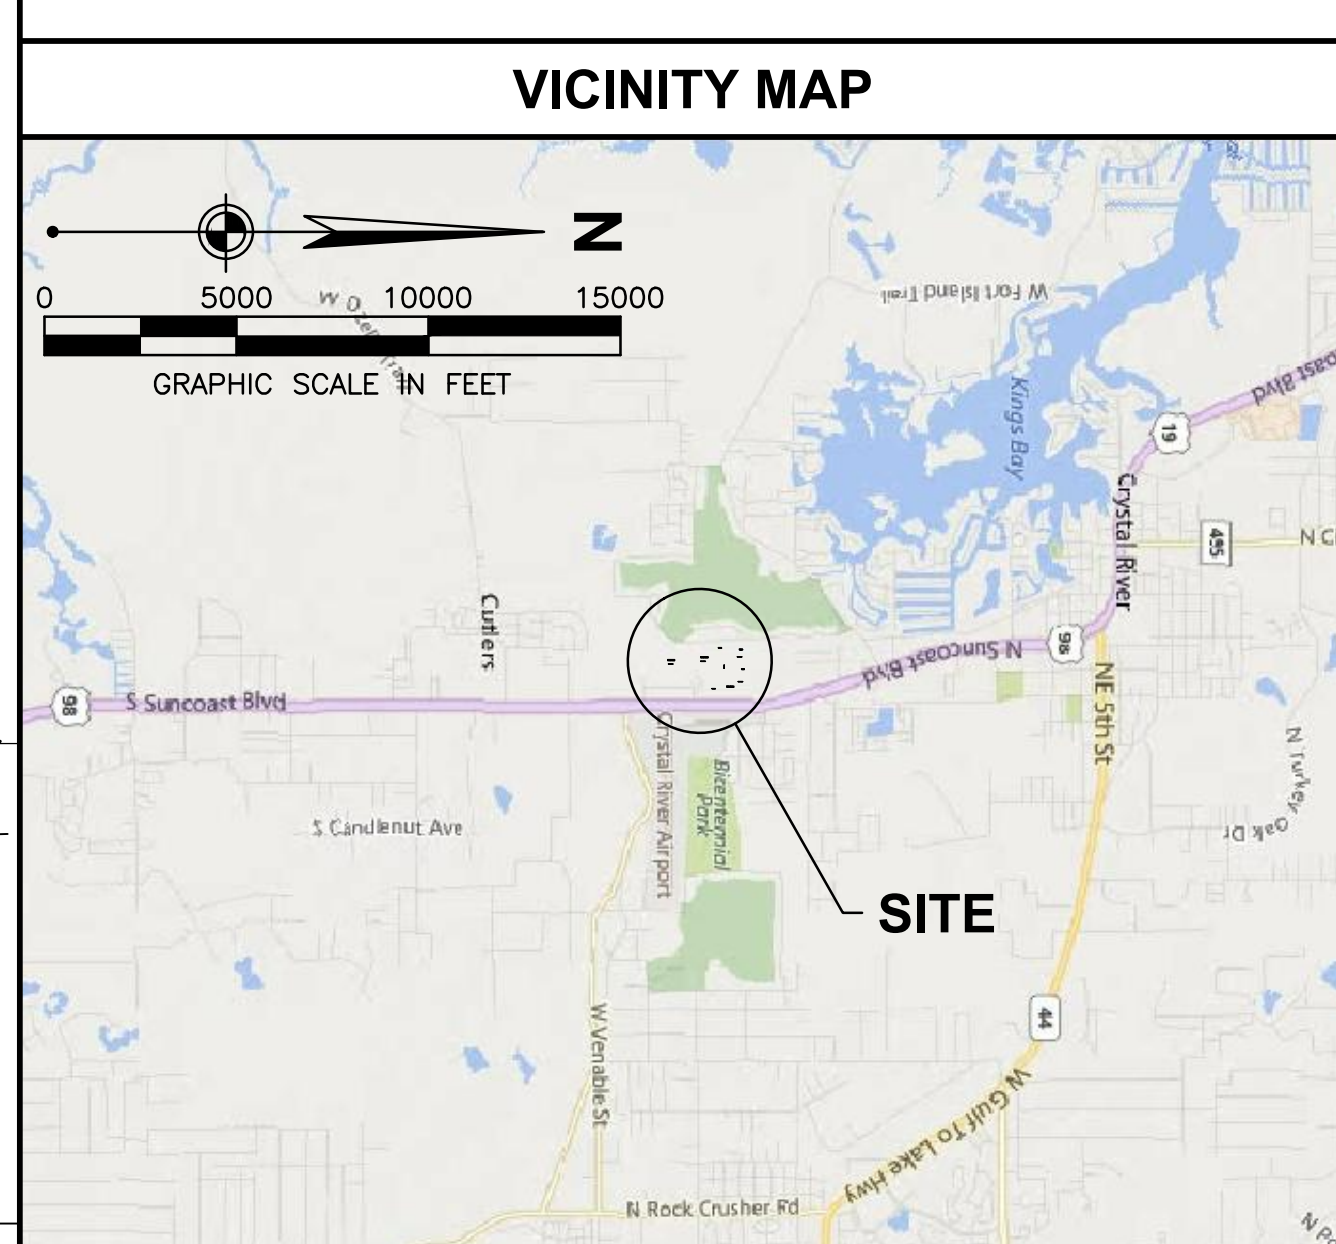 VICINITY MAP
N
0 5000 10000 15000
GRAPHIC SCALE IN FEET
W Fort Island Trail
Kings Bay
19
Crystal River
495
Cutlers
98
S Suncoast Blvd
N Suncoast Blvd
98
NE 5th St
Crystal River Airport
Bicentennial
Park
S Candlenut Ave
N Turkey Oak Dr
SITE
44
W Venable St
W Gulf To Lake Hwy
N Rock Crusher Rd